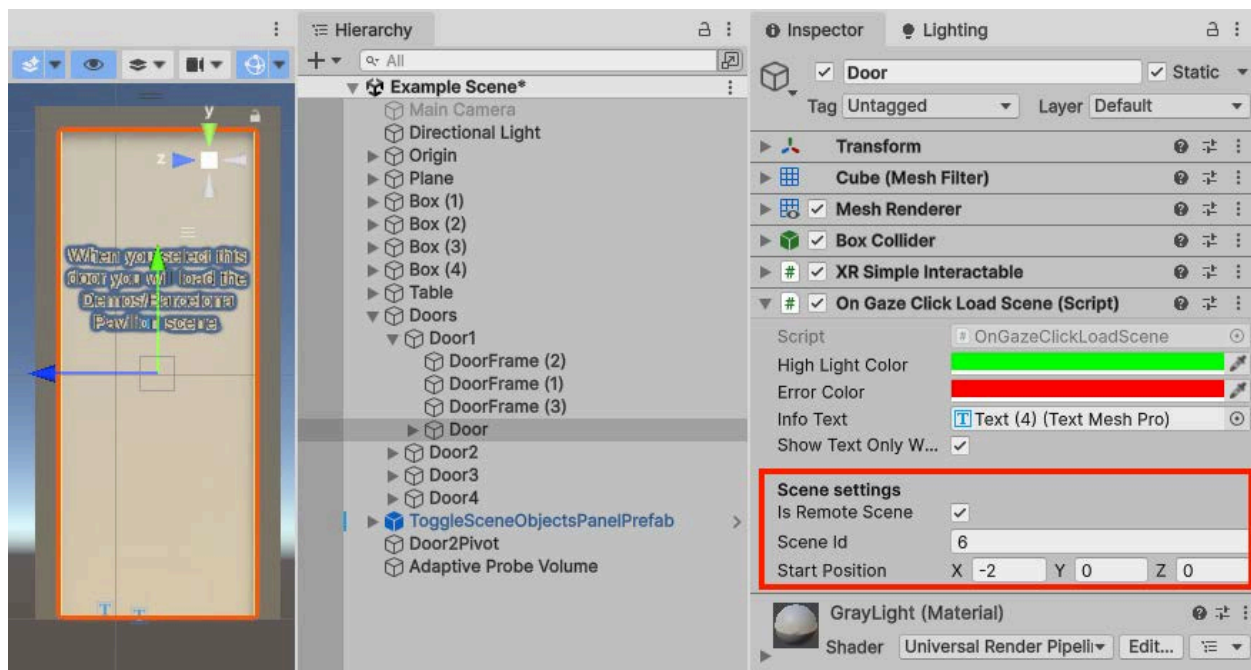 Hierarchy
All
Example Scene*
Main Camera
Directional Light
Origin
Plane
Box (1)
Box (2)
Box (3)
Box (4)
Table
Doors
Door1
DoorFrame (2)
DoorFrame (1)
DoorFrame (3)
Door
Door2
Door3
Door4
ToggleSceneObjectsPanelPrefab
Door2Pivot
Adaptive Probe Volume
y
z
When you select this
door you will load the
Demos/Barcelona
Pavilion scene
T T
Inspector Lighting
Door Static
Tag Untagged Layer Default
Transform
Cube (Mesh Filter)
Mesh Renderer
Box Collider
# XR Simple Interactable
# On Gaze Click Load Scene (Script)
Script # OnGazeClickLoadScene
High Light Color
Error Color
Info Text T Text (4) (Text Mesh Pro)
Show Text Only W...
Scene settings
Is Remote Scene
Scene Id 6
Start Position X -2 Y 0 Z 0
GrayLight (Material)
Shader Universal Render Pipeli Edit...